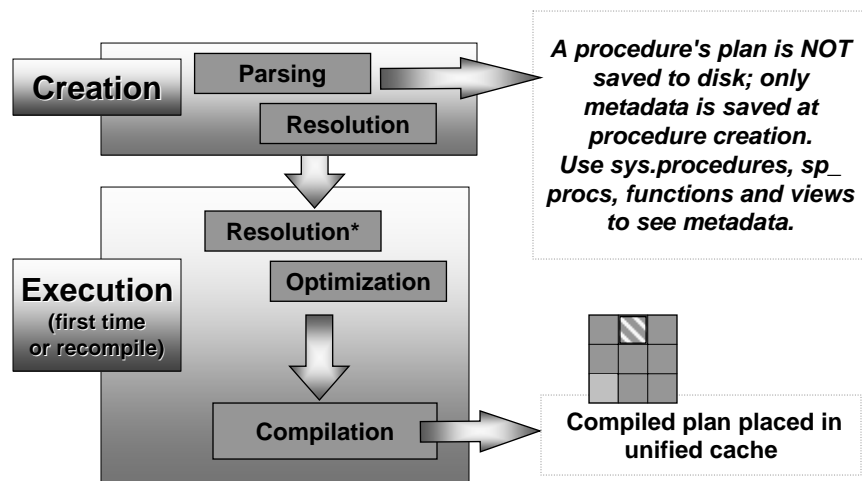 Creation
Parsing
Resolution
A procedure's plan is NOT
saved to disk; only
metadata is saved at
procedure creation.
Use sys.procedures, sp_
procs, functions and views
to see metadata.
Execution
(first time
or recompile)
Resolution*
Optimization
Compilation
Compiled plan placed in
unified cache